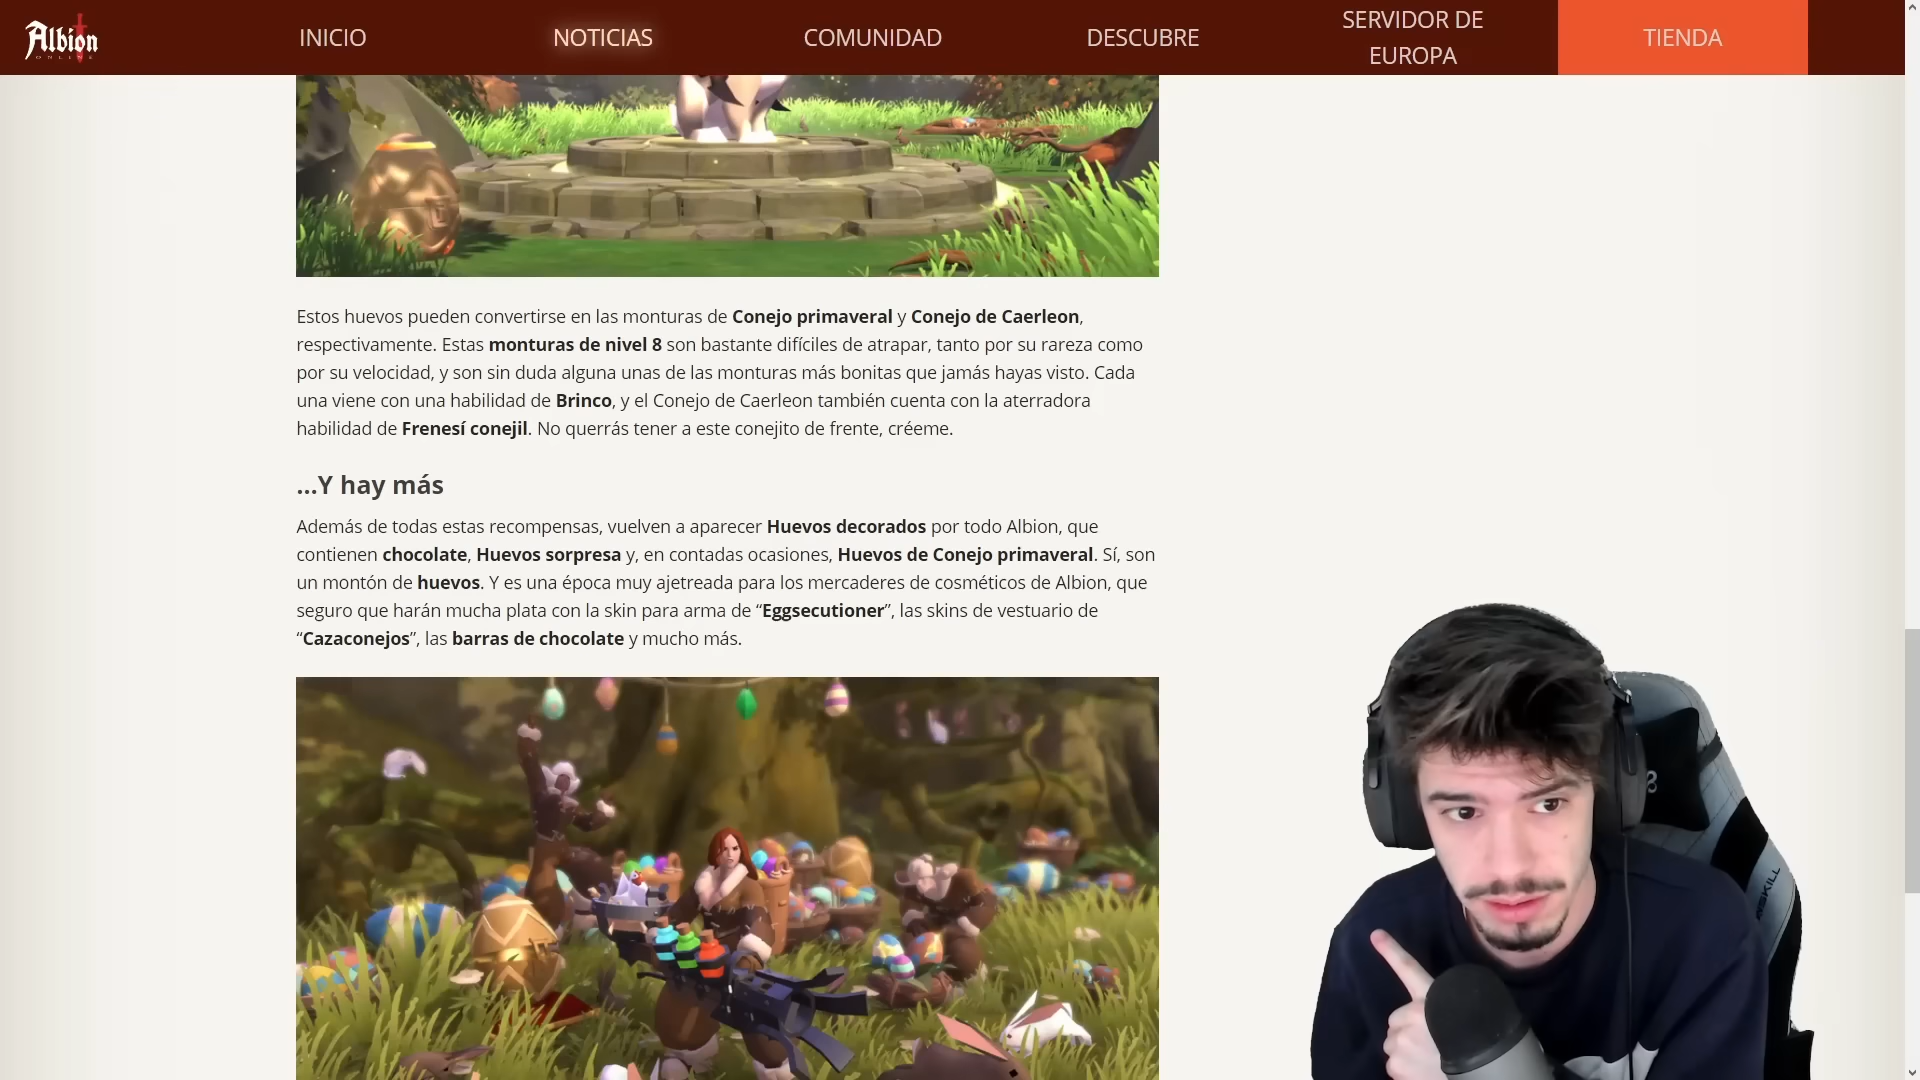 Albion
ONLINE
INICIO
NOTICIAS
COMUNIDAD
DESCUBRE
SERVIDOR DE
EUROPA
TIENDA
Estos huevos pueden convertirse en las monturas de Conejo primaveral y Conejo de Caerleon,
respectivamente. Estas monturas de nivel 8 son bastante difíciles de atrapar, tanto por su rareza como
por su velocidad, y son sin duda alguna unas de las monturas más bonitas que jamás hayas visto. Cada
una viene con una habilidad de Brinco, y el Conejo de Caerleon también cuenta con la aterradora
habilidad de Frenesí conejil. No querrás tener a este conejito de frente, créeme.
...Y hay más
Además de todas estas recompensas, vuelven a aparecer Huevos decorados por todo Albion, que
contienen chocolate, Huevos sorpresa y, en contadas ocasiones, Huevos de Conejo primaveral. Sí, son
un montón de huevos. Y es una época muy ajetreada para los mercaderes de cosméticos de Albion, que
seguro que harán mucha plata con la skin para arma de “Eggsecutioner”, las skins de vestuario de
“Cazaconejos”, las barras de chocolate y mucho más.